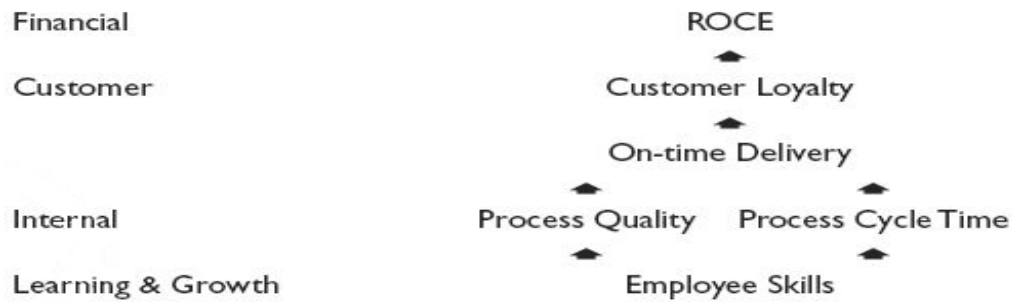 Financial ROCE
Customer Customer Loyalty
On-time Delivery
Internal Process Quality Process Cycle Time
Learning & Growth Employee Skills